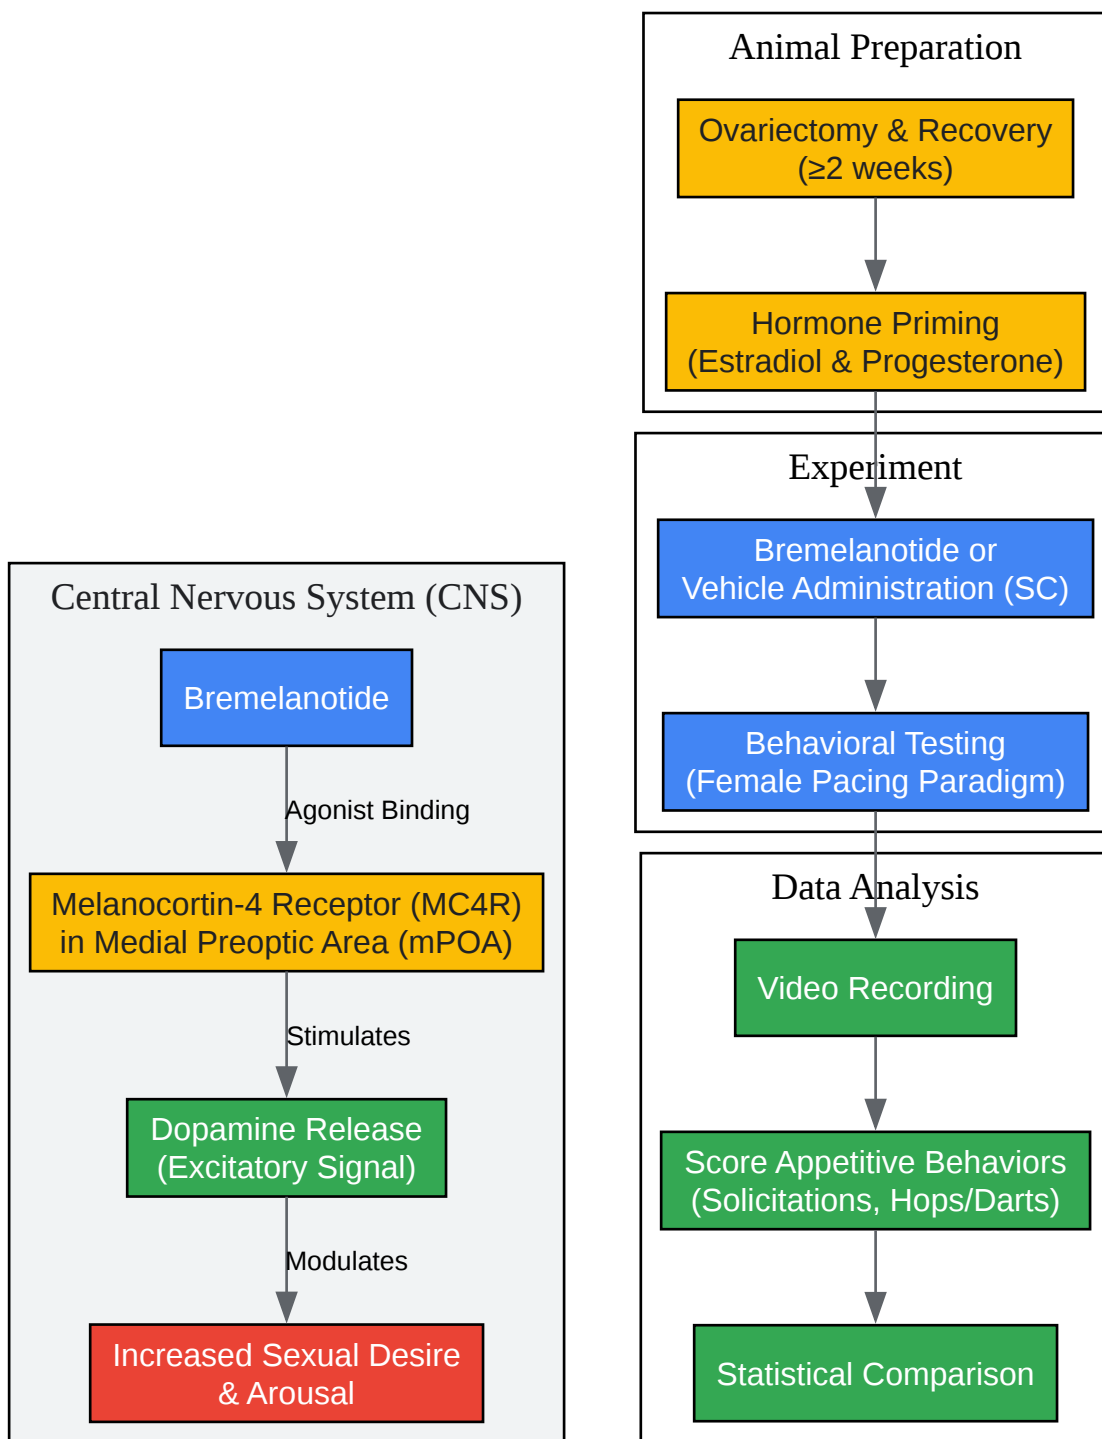 Animal Preparation
Ovariectomy & Recovery
(≥2 weeks)
Hormone Priming
(Estradiol & Progesterone)
Experiment
Bremelanotide or
Vehicle Administration (SC)
Behavioral Testing
(Female Pacing Paradigm)
Data Analysis
Video Recording
Score Appetitive Behaviors
(Solicitations, Hops/Darts)
Statistical Comparison
Central Nervous System (CNS)
Bremelanotide
Agonist Binding
Melanocortin-4 Receptor (MC4R)
in Medial Preoptic Area (mPOA)
Stimulates
Dopamine Release
(Excitatory Signal)
Modulates
Increased Sexual Desire
& Arousal